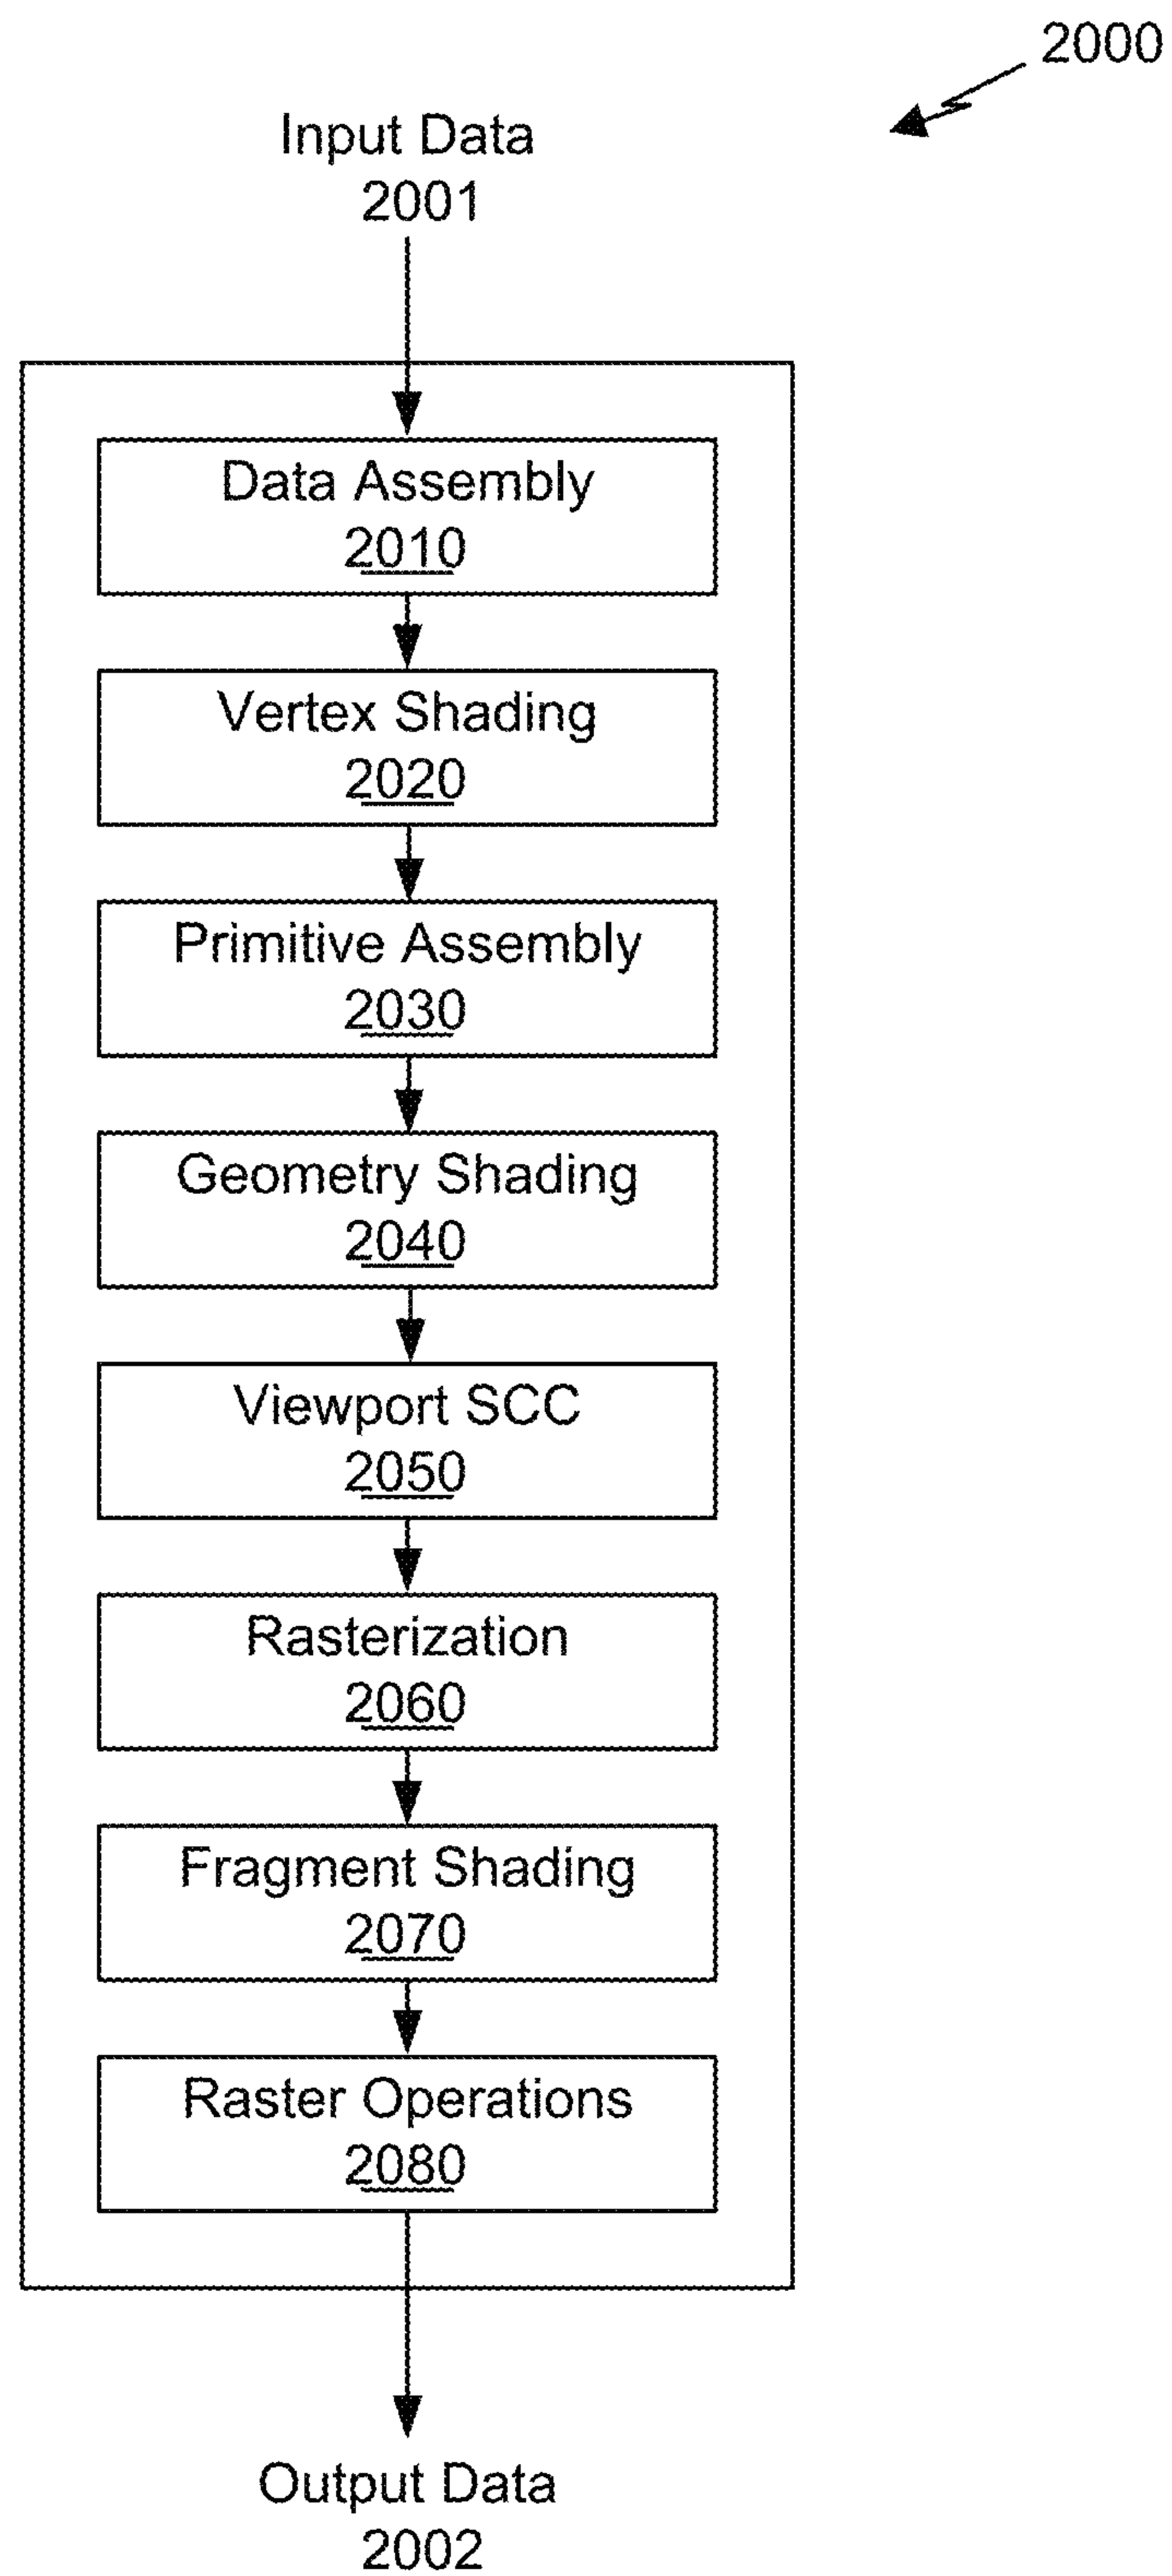 2000
Input Data
2001
Data Assembly
2010
Vertex Shading
2020
Primitive Assembly
2030
Geometry Shading
2040
Viewport SCC
2050
Rasterization
2060
Fragment Shading
2070
Raster Operations
2080
Output Data
2002